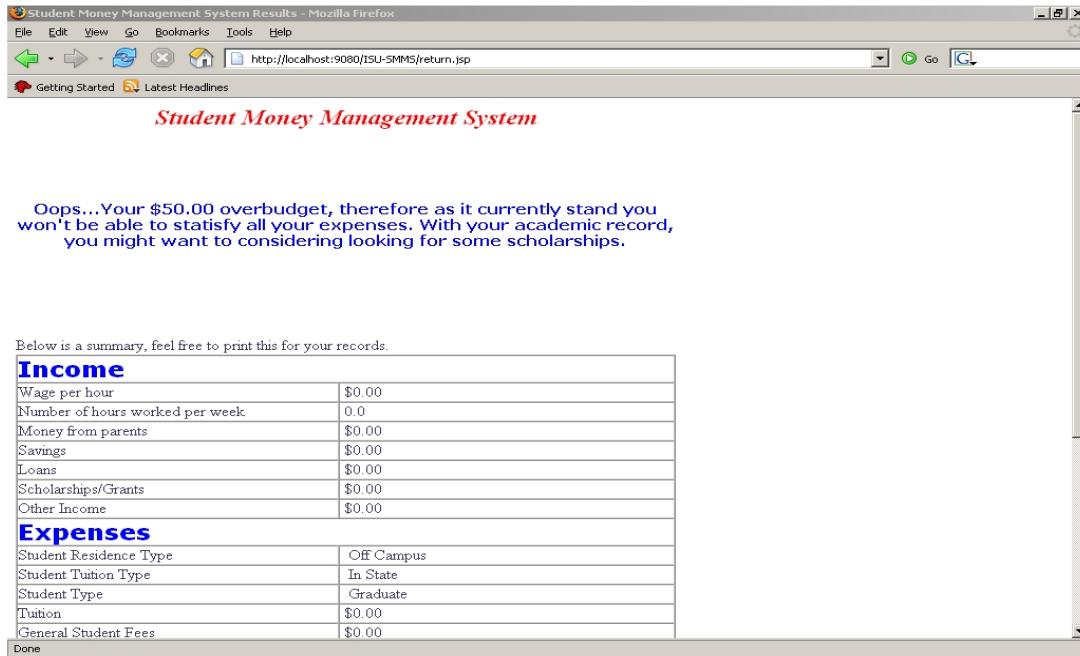 Student Money Management System Results - Mozilla Firefox
File Edit View Go Bookmarks Tools Help
http://localhost:9080/ISU-SMMS/return.jsp Go G
Getting Started Latest Headlines
Student Money Management System
Oops...Your $50.00 overbudget, therefore as it currently stand you
won't be able to statisfy all your expenses. With your academic record,
you might want to considering looking for some scholarships.
Below is a summary, feel free to print this for your records.
Income
Wage per hour $0.00
Number of hours worked per week 0.0
Money from parents $0.00
Savings $0.00
Loans $0.00
Scholarships/Grants $0.00
Other Income $0.00
Expenses
Student Residence Type Off Campus
Student Tuition Type In State
Student Type Graduate
Tuition $0.00
General Student Fees $0.00
Done